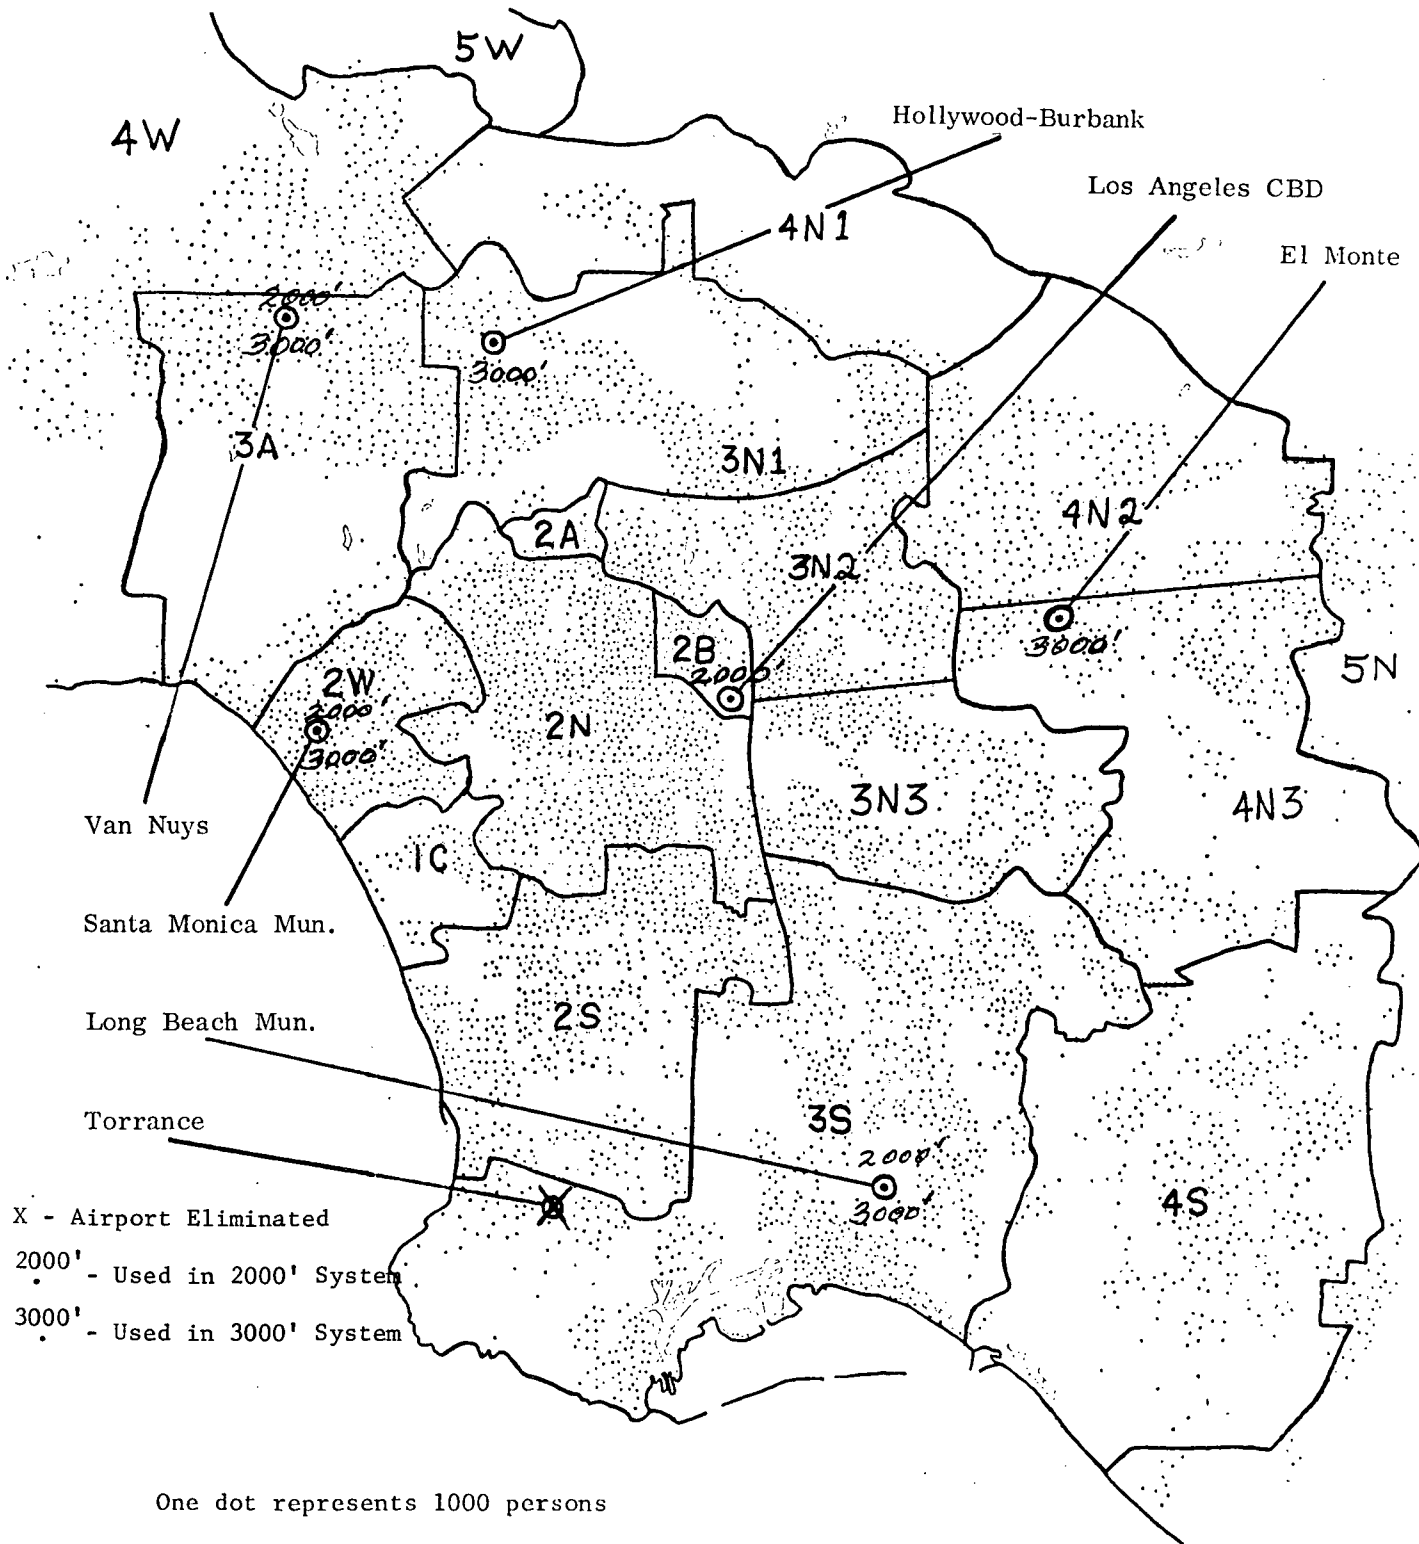 5W
4W
Hollywood-Burbank
Los Angeles CBD
4N1
El Monte
2000'
3000'
3000'
3A
3N1
4N2
2A
3N2
3000'
2B
2000'
5N
2W
2000'
3000'
2N
3N3
4N3
Van Nuys
1C
Santa Monica Mun.
2S
Long Beach Mun.
3S
Torrance
2000'
3000'
4S
X - Airport Eliminated
2000' - Used in 2000' System
3000' - Used in 3000' System
One dot represents 1000 persons